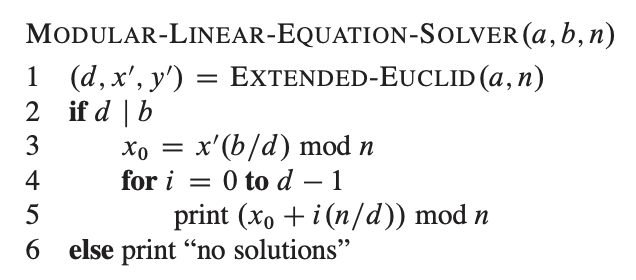 MODULAR-LINEAR-EQUATION-SOLVER(a, b, n)
1 (d, x′, y′) = EXTENDED-EUCLID(a, n)
2 if d | b
3 x₀ = x′(b/d) mod n
4 for i = 0 to d − 1
5 print (x₀ + i(n/d)) mod n
6 else print “no solutions”